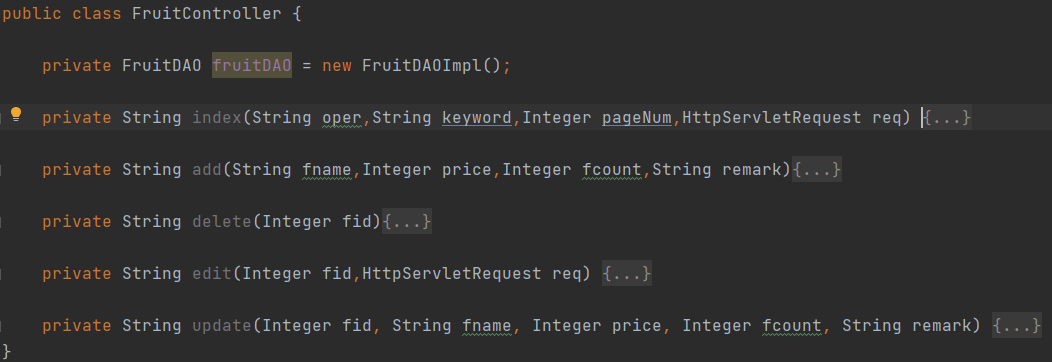 public class FruitController {
private FruitDAO fruitDAO = new FruitDAOImpl();
private String index(String oper,String keyword,Integer pageNum,HttpServletRequest req) {...}
private String add(String fname,Integer price,Integer fcount,String remark){...}
private String delete(Integer fid){...}
private String edit(Integer fid,HttpServletRequest req) {...}
private String update(Integer fid, String fname, Integer price, Integer fcount, String remark) {...}
}